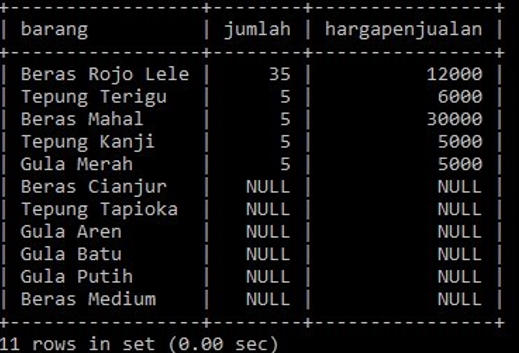 +------------------+--------+----------------+
| barang           | jumlah | hargapenjualan |
+------------------+--------+----------------+
| Beras Rojo Lele  |     35 |          12000 |
| Tepung Terigu    |      5 |           6000 |
| Beras Mahal      |      5 |          30000 |
| Tepung Kanji     |      5 |           5000 |
| Gula Merah       |      5 |           5000 |
| Beras Cianjur    |   NULL |           NULL |
| Tepung Tapioka   |   NULL |           NULL |
| Gula Aren        |   NULL |           NULL |
| Gula Batu        |   NULL |           NULL |
| Gula Putih       |   NULL |           NULL |
| Beras Medium     |   NULL |           NULL |
+------------------+--------+----------------+
11 rows in set (0.00 sec)